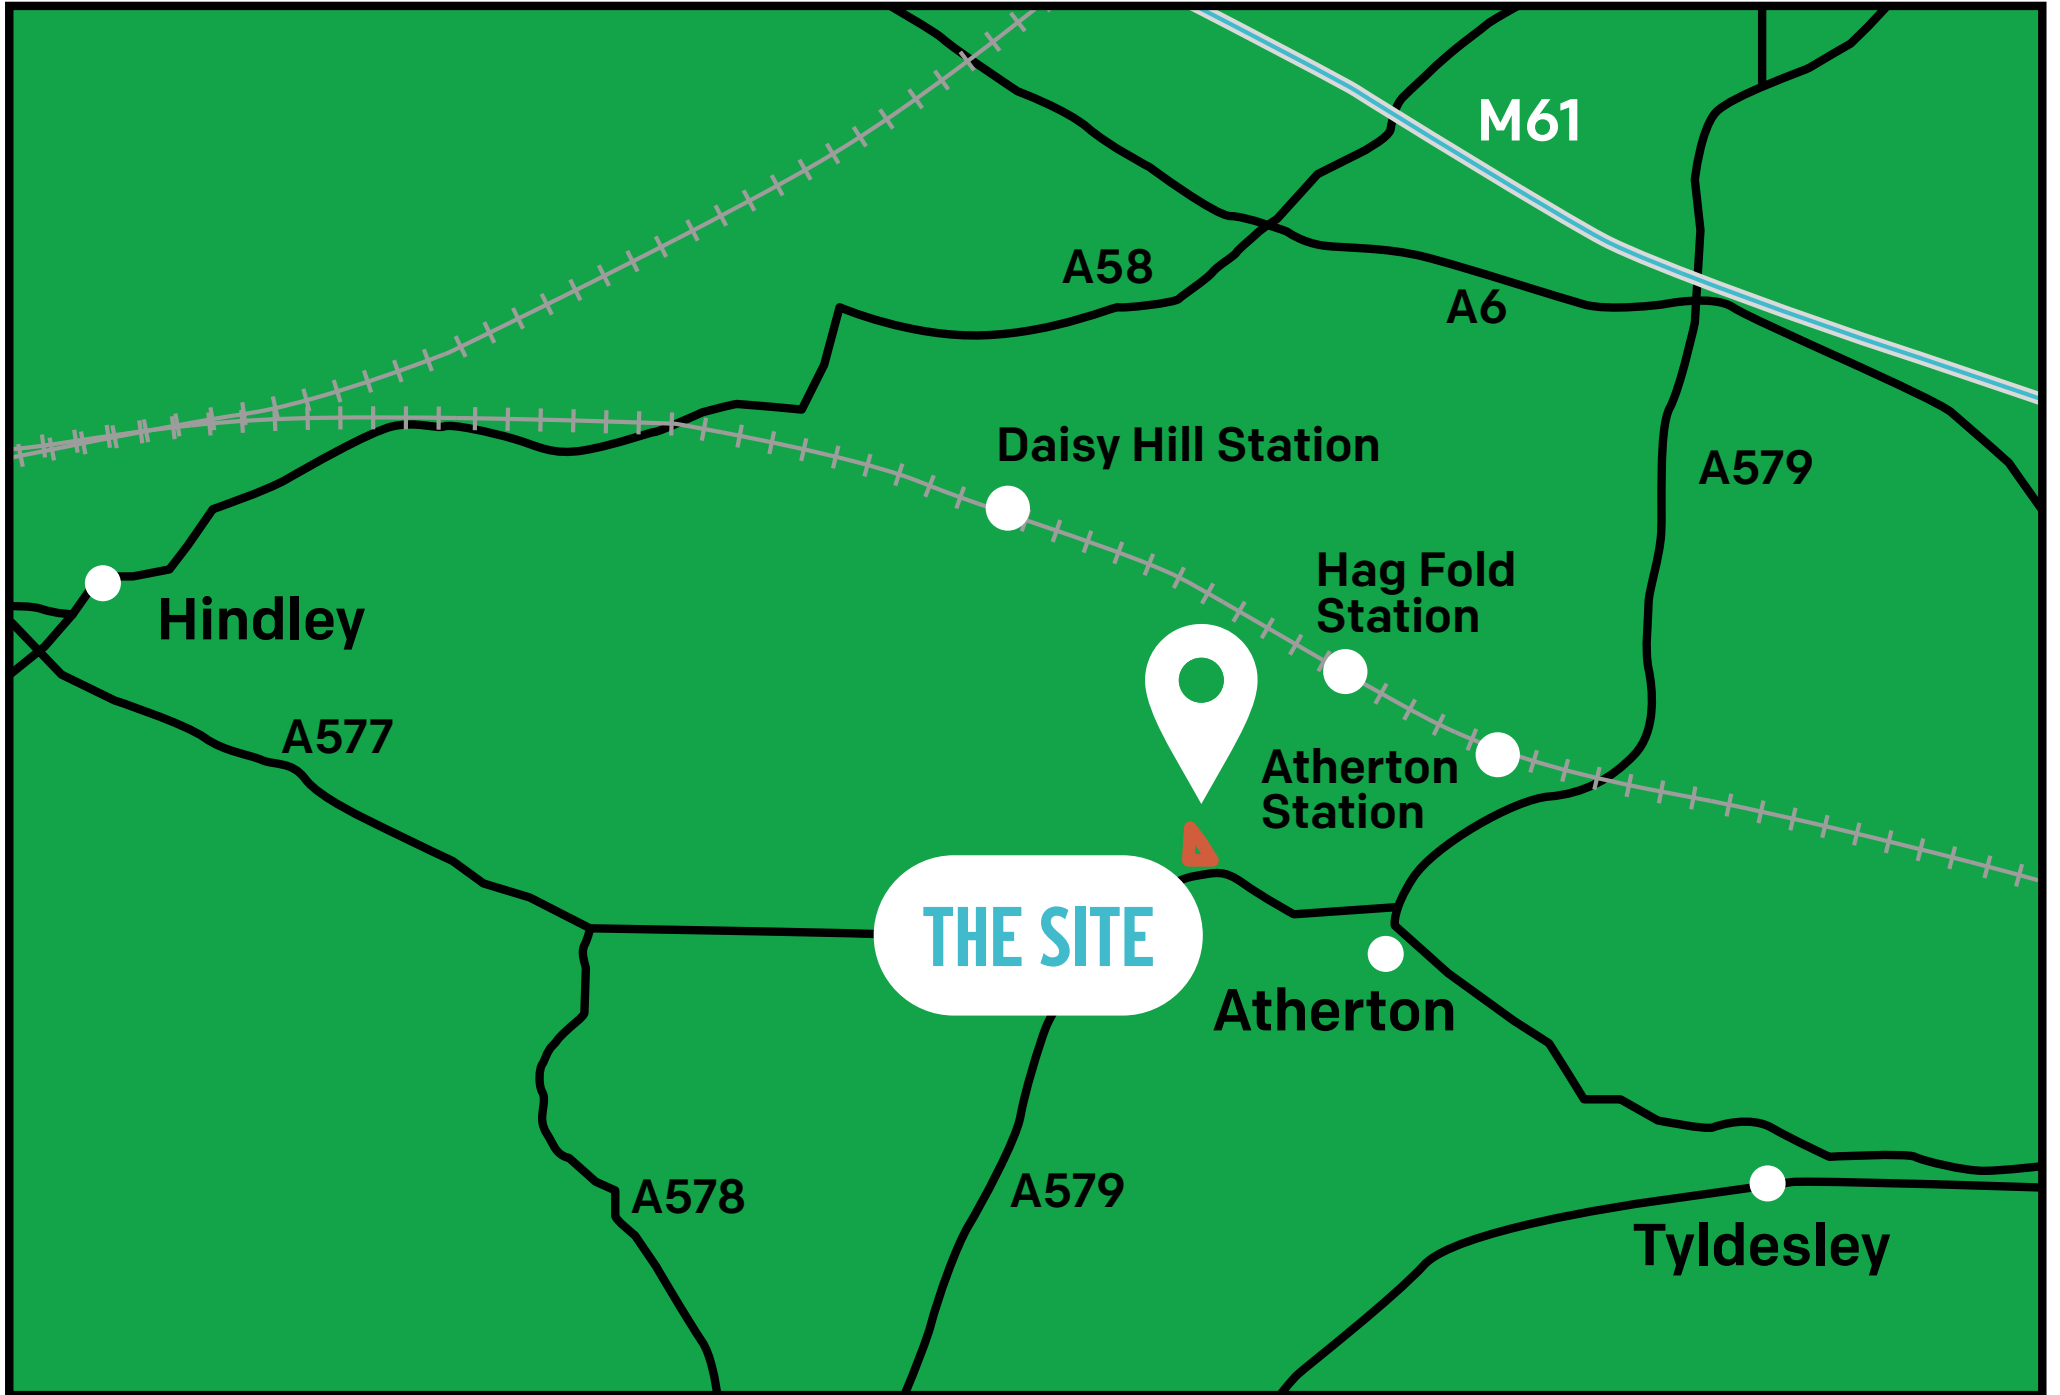 M61
A58
A6
Daisy Hill Station
A579
Hag Fold
Station
Hindley
A577
Atherton
Station
THE SITE
Atherton
A578
A579
Tyldesley